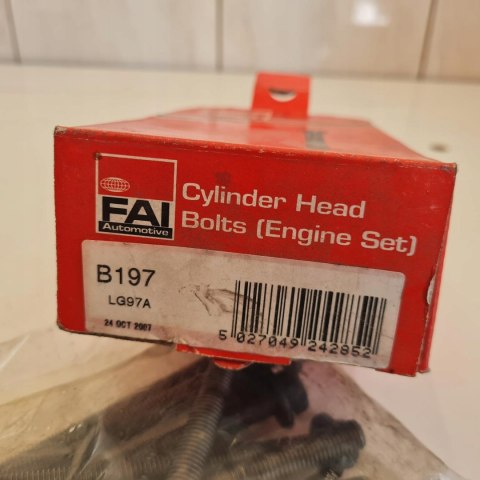 FAI
Automotive
Cylinder Head
Bolts (Engine Set)
B197
LG97A
24 OCT 2007
5 027049 242852